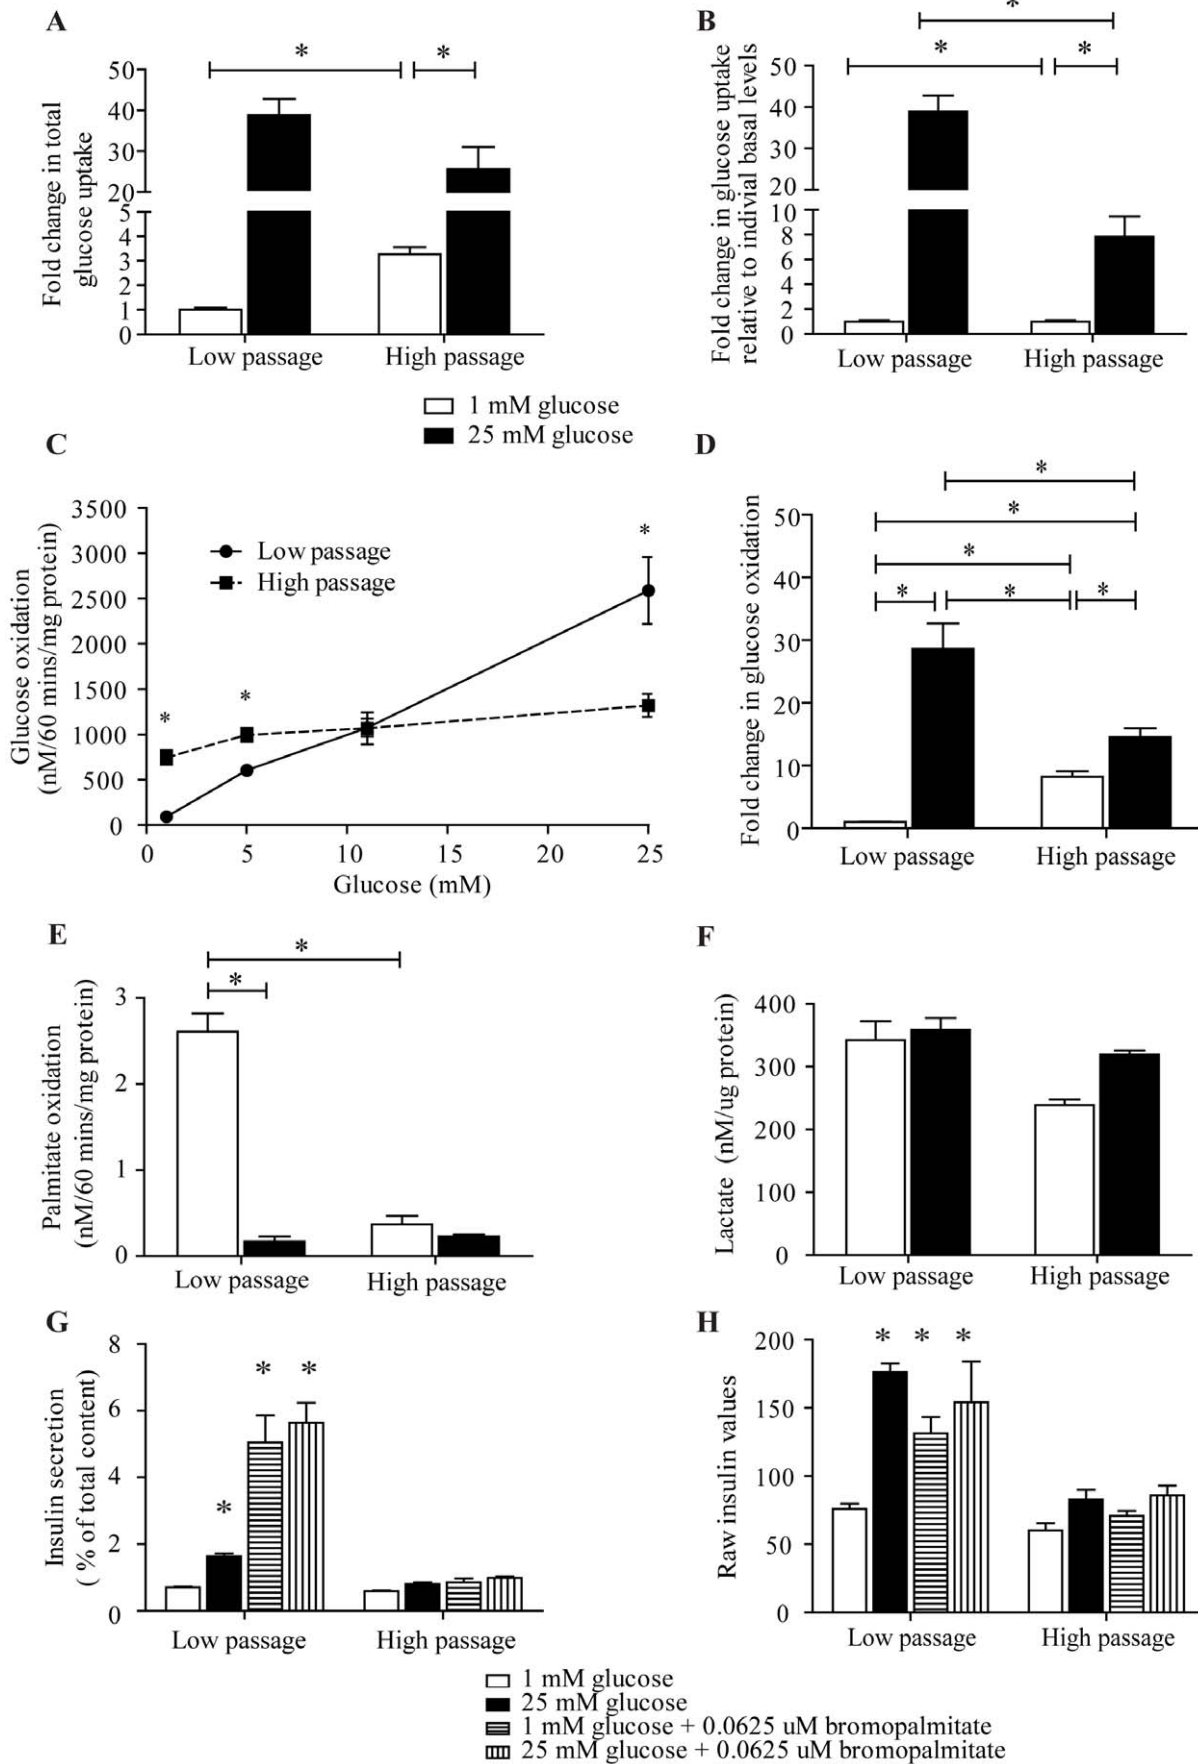 A
Fold change in total
glucose uptake
50
40
30
20
5
4
3
2
1
0
*
*
Low passage
High passage
B
Fold change in glucose uptake
relative to indivial basal levels
50
40
30
20
10
8
6
4
2
0
*
*
*
Low passage
High passage
1 mM glucose
25 mM glucose
C
Glucose oxidation
(nM/60 mins/mg protein)
3500
3000
2500
2000
1500
1000
500
0
Low passage
High passage
*
*
*
0
5
10
15
20
25
Glucose (mM)
D
Fold change in glucose oxidation
50
40
30
20
10
0
*
*
*
*
*
*
Low passage
High passage
E
Palmitate oxidation
(nM/60 mins/mg protein)
3
2
1
0
*
*
Low passage
High passage
F
Lactate (nM/ug protein)
400
300
200
100
0
Low passage
High passage
G
Insulin secretion
( % of total content)
8
6
4
2
0
*
*
*
Low passage
High passage
H
Raw insulin values
200
150
100
50
0
*
*
*
Low passage
High passage
1 mM glucose
25 mM glucose
1 mM glucose + 0.0625 uM bromopalmitate
25 mM glucose + 0.0625 uM bromopalmitate